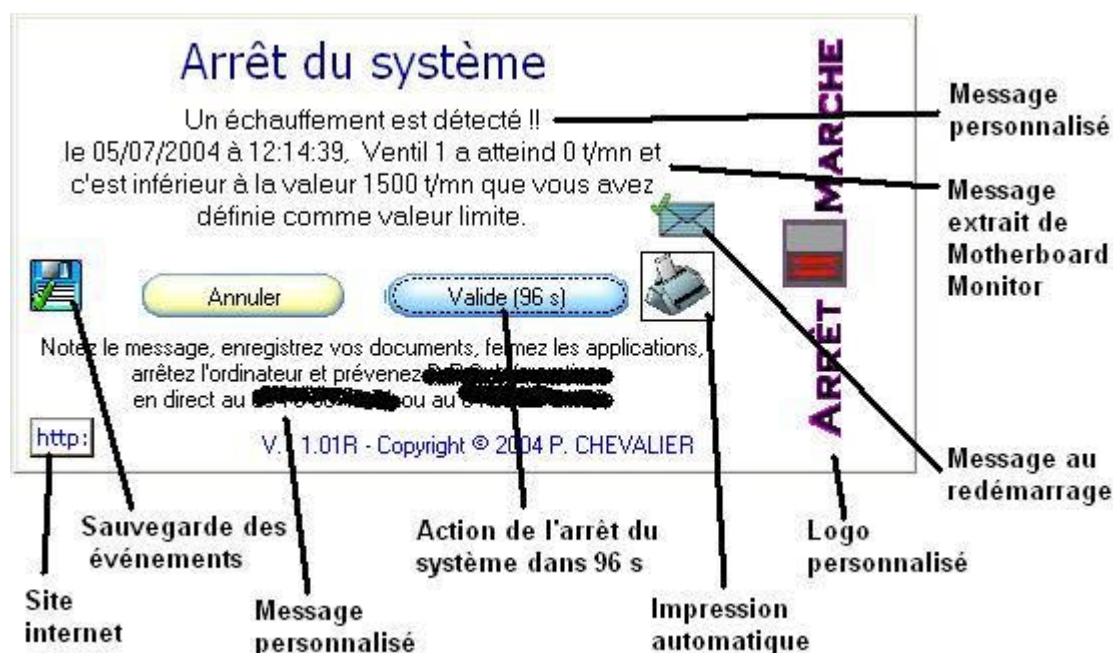 Arrêt du système
Un échauffement est détecté !!
le 05/07/2004 à 12:14:39, Ventil 1 a atteind 0 t/mn et
c'est inférieur à la valeur 1500 t/mn que vous avez
définie comme valeur limite.
Annuler
Valide (96 s)
Notez le message, enregistrez vos documents, fermez les applications,
arrêtez l'ordinateur et prévenez
en direct au ou au
http:
V. 1.01R - Copyright © 2004 P. CHEVALIER
ARRÊT MARCHE
Message
personnalisé
Message
extrait de
Motherboard
Monitor
Message au
redémarrage
Logo
personnalisé
Sauvegarde des
événements
Action de l'arrêt du
système dans 96 s
Site
internet
Message
personnalisé
Impression
automatique